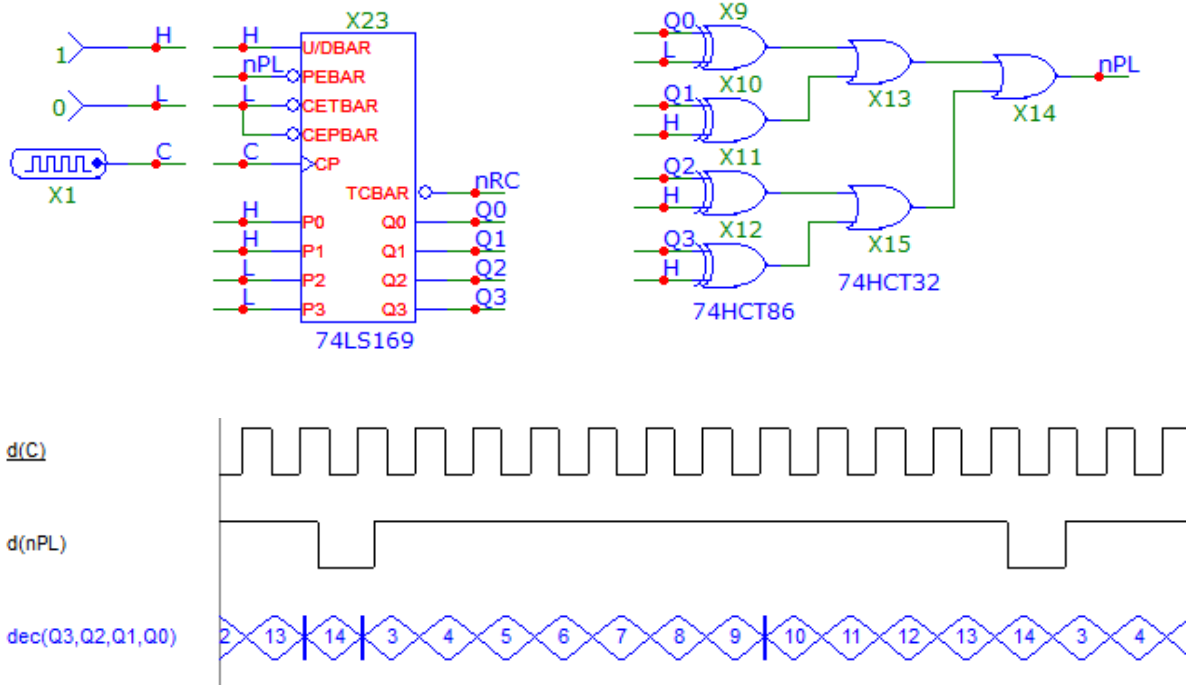 X23
1 H H U/DBAR
nPL PEBAR
0 L L CETBAR
CEPBAR
C C CP
X1
TCBAR nRC
H P0 Q0 Q0
H P1 Q1 Q1
L P2 Q2 Q2
L P3 Q3 Q3
74LS169
X9
Q0
L
X10
Q1
H
X11
Q2
H
X12
Q3
H
74HCT86
X13
X15
74HCT32
X14
nPL
d(C)
d(nPL)
dec(Q3,Q2,Q1,Q0) 2 13 14 3 4 5 6 7 8 9 10 11 12 13 14 3 4